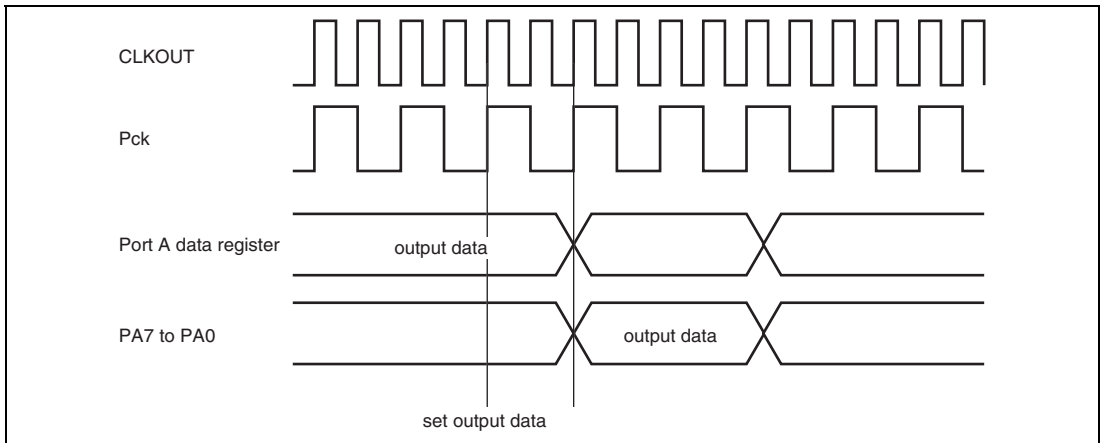 CLKOUT
Pck
Port A data register
output data
PA7 to PA0
output data
set output data